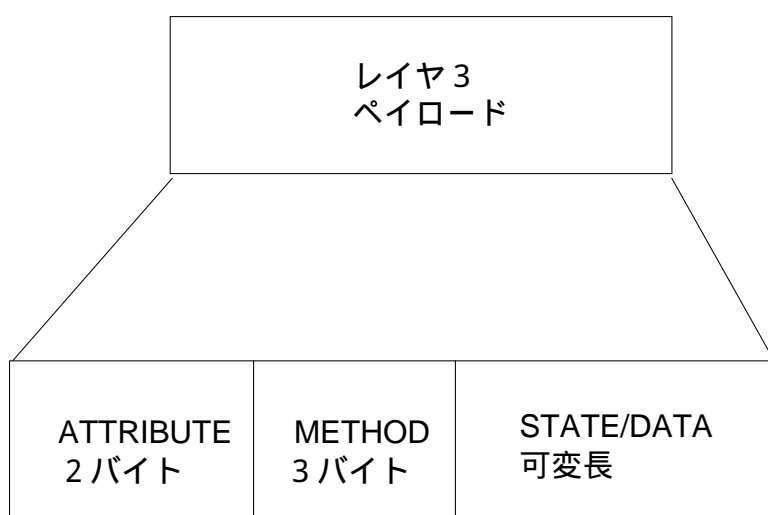 レイヤ3
ペイロード
ATTRIBUTE
2バイト
METHOD
3バイト
STATE/DATA
可変長